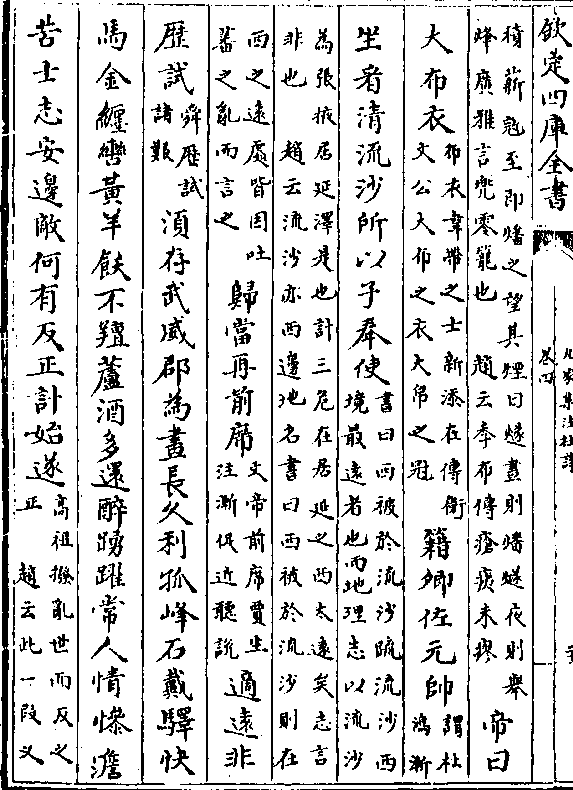 欽定四庫全書
九家集注杜詩
卷四
積薪冦至即燔之望其煙曰燧晝則燔燧夜則舉
烽廣雅言兜零籠也 趙云奉布傳瘡痍未瘳
帝曰
大布衣
布衣韋帶之士新添左傳衛
文公大布之衣大帛之冠
籍卿佐元帥
謂杜
鴻漸
坐看清流沙所以子奉使
書曰西被於流沙䟽流沙西
境最遠者也而地理志以流沙
為張掖居延澤是也計三危在居延之西太遠矣志言
非也 趙云流沙亦西邊地名書曰西被於流沙則在
西之遠處皆因吐
蕃之亂而言之
歸當再前席
文帝前席賈生
注漸促近聽說
適遠非
歷試
舜歷試
諸艱
須存武威郡為畫長久利孤峰石戴驛快
馬金纏轡黃羊飫不羶蘆酒多還醉踴躍常人情慘澹
苦士志安邊敵何有反正計始遂
高祖撥亂世而反之
正 趙云此一段义